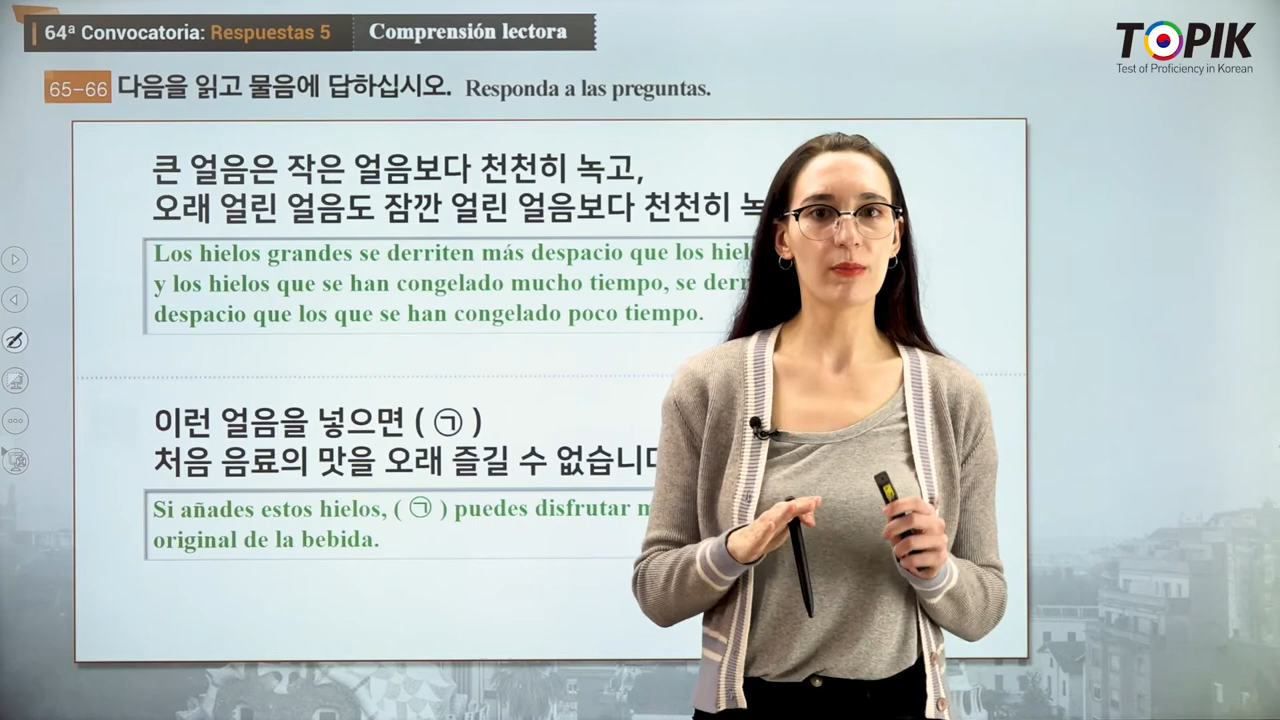 64ª Convocatoria: Respuestas 5 Comprensión lectora
TOPIK
Test of Proficiency in Korean
65-66 다음을 읽고 물음에 답하십시오. Responda a las preguntas.
큰 얼음은 작은 얼음보다 천천히 녹고,
오래 얼린 얼음도 잠깐 얼린 얼음보다 천천히
Los hielos grandes se derriten más despacio que los
y los hielos que se han congelado mucho tiempo, se
despacio que los que se han congelado poco tiempo.
이런 얼음을 넣으면 ( ㉠ )
처음 음료의 맛을 오래 즐길 수
Si añades estos hielos, ( ㉠ ) puedes disfrutar
original de la bebida.